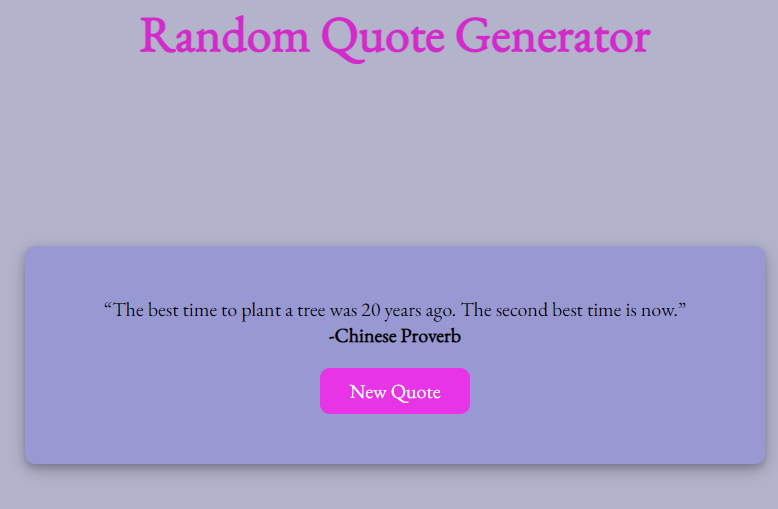 Random Quote Generator
“The best time to plant a tree was 20 years ago. The second best time is now.”
-Chinese Proverb
New Quote